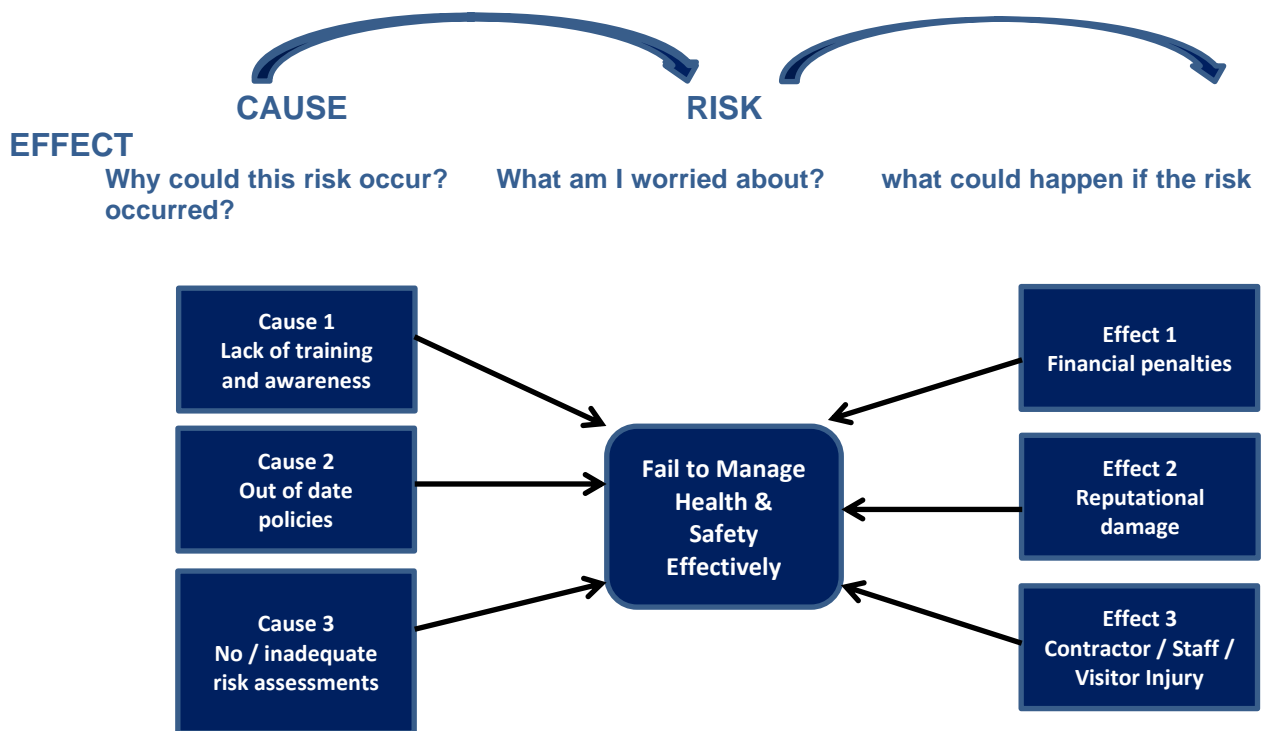 CAUSE RISK
EFFECT
Why could this risk occur? What am I worried about? what could happen if the risk
occurred?
Cause 1
Lack of training
and awareness
Cause 2
Out of date
policies
Cause 3
No / inadequate
risk assessments
Fail to Manage
Health &
Safety
Effectively
Effect 1
Financial penalties
Effect 2
Reputational
damage
Effect 3
Contractor / Staff /
Visitor Injury